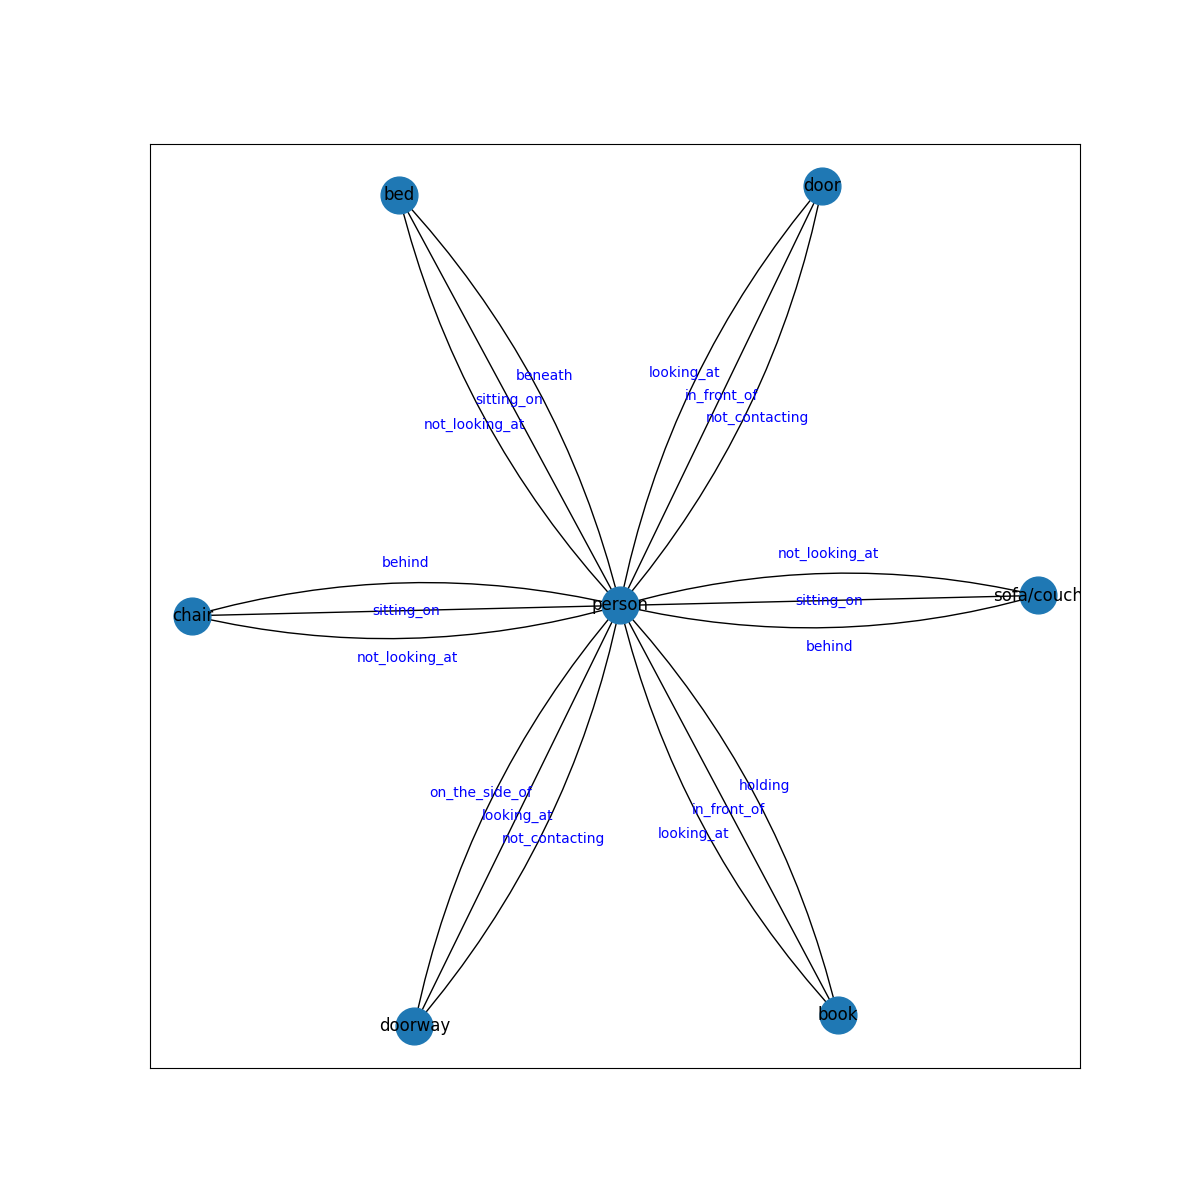 door
bed
looking_at
beneath
in_front_of
sitting_on
not_contacting
not_looking_at
not_looking_at
behind
sofa/couch
sitting_on
person
sitting_on
chair
behind
not_looking_at
holding
on_the_side_of
in_front_of
looking_at
looking_at
not_contacting
book
doorway